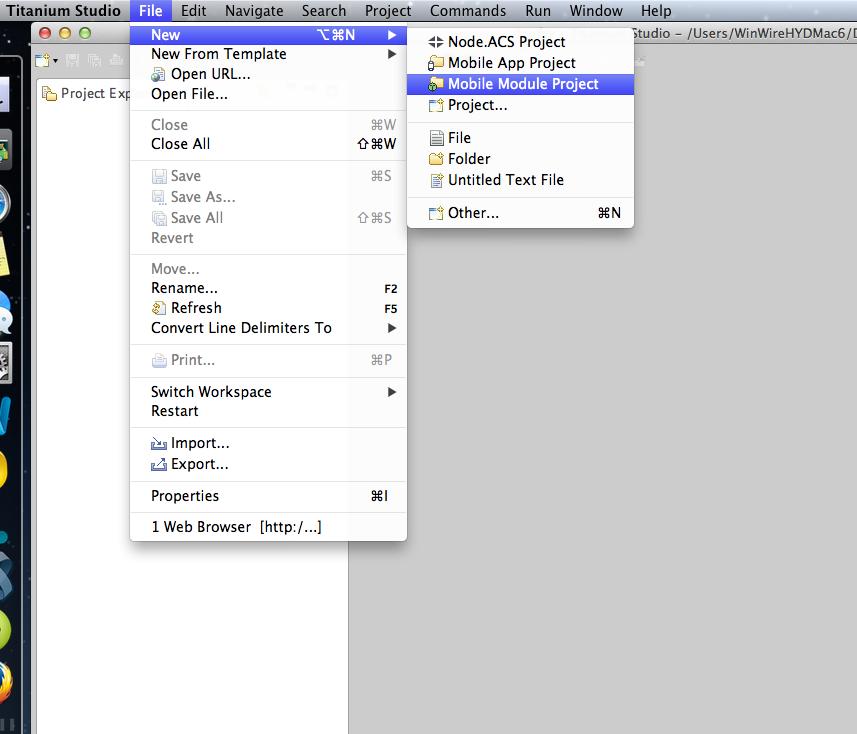 Titanium Studio File Edit Navigate Search Project Commands Run Window Help
Studio – /Users/WinWireHYDMac6/D
Project Exp
New ⌥⌘N ▶
New From Template ▶
Open URL...
Open File...
Close ⌘W
Close All ⇧⌘W
Save ⌘S
Save As...
Save All ⇧⌘S
Revert
Move...
Rename... F2
Refresh F5
Convert Line Delimiters To ▶
Print... ⌘P
Switch Workspace ▶
Restart
Import...
Export...
Properties ⌘I
1 Web Browser [http:/...]
Node.ACS Project
Mobile App Project
Mobile Module Project
Project...
File
Folder
Untitled Text File
Other... ⌘N